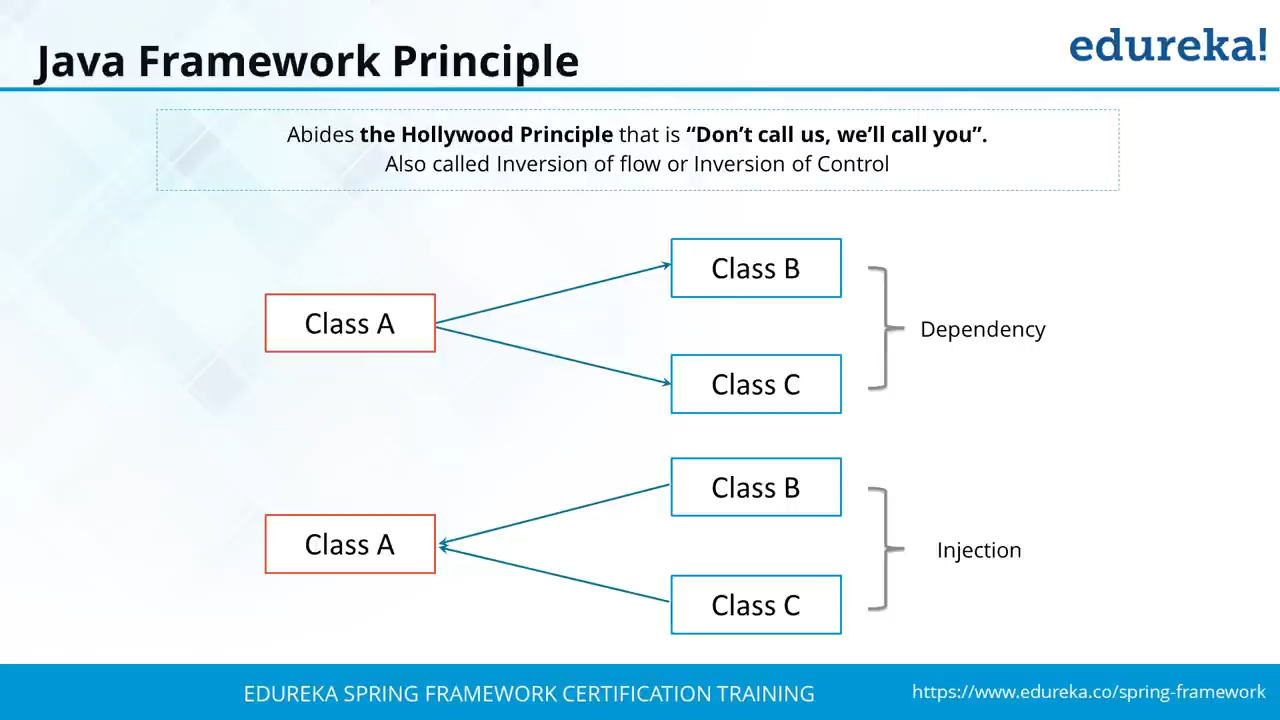 Java Framework Principle
edureka!
Abides the Hollywood Principle that is “Don’t call us, we’ll call you”.
Also called Inversion of flow or Inversion of Control
Class A
Class B
Class C
Dependency
Class A
Class B
Class C
Injection
EDUREKA SPRING FRAMEWORK CERTIFICATION TRAINING
https://www.edureka.co/spring-framework